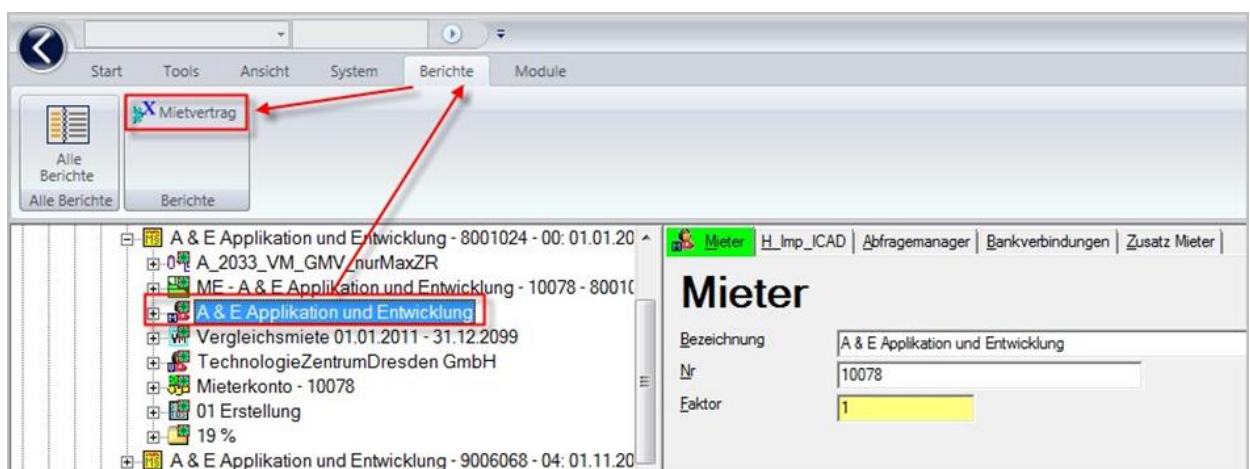 Start Tools Ansicht System Berichte Module
Mietvertrag
Alle
Berichte
Alle Berichte Berichte
A & E Applikation und Entwicklung - 8001024 - 00: 01.01.20
A_2033_VM_GMV_nurMaxZR
ME - A & E Applikation und Entwicklung - 10078 - 8001(
A & E Applikation und Entwicklung
Vergleichsmiete 01.01.2011 - 31.12.2099
TechnologieZentrumDresden GmbH
Mieterkonto - 10078
01 Erstellung
19 %
A & E Applikation und Entwicklung - 9006068 - 04: 01.11.20
Mieter H_Imp_ICAD Abfragemanager Bankverbindungen Zusatz Mieter
Mieter
Bezeichnung A & E Applikation und Entwicklung
Nr 10078
Faktor 1